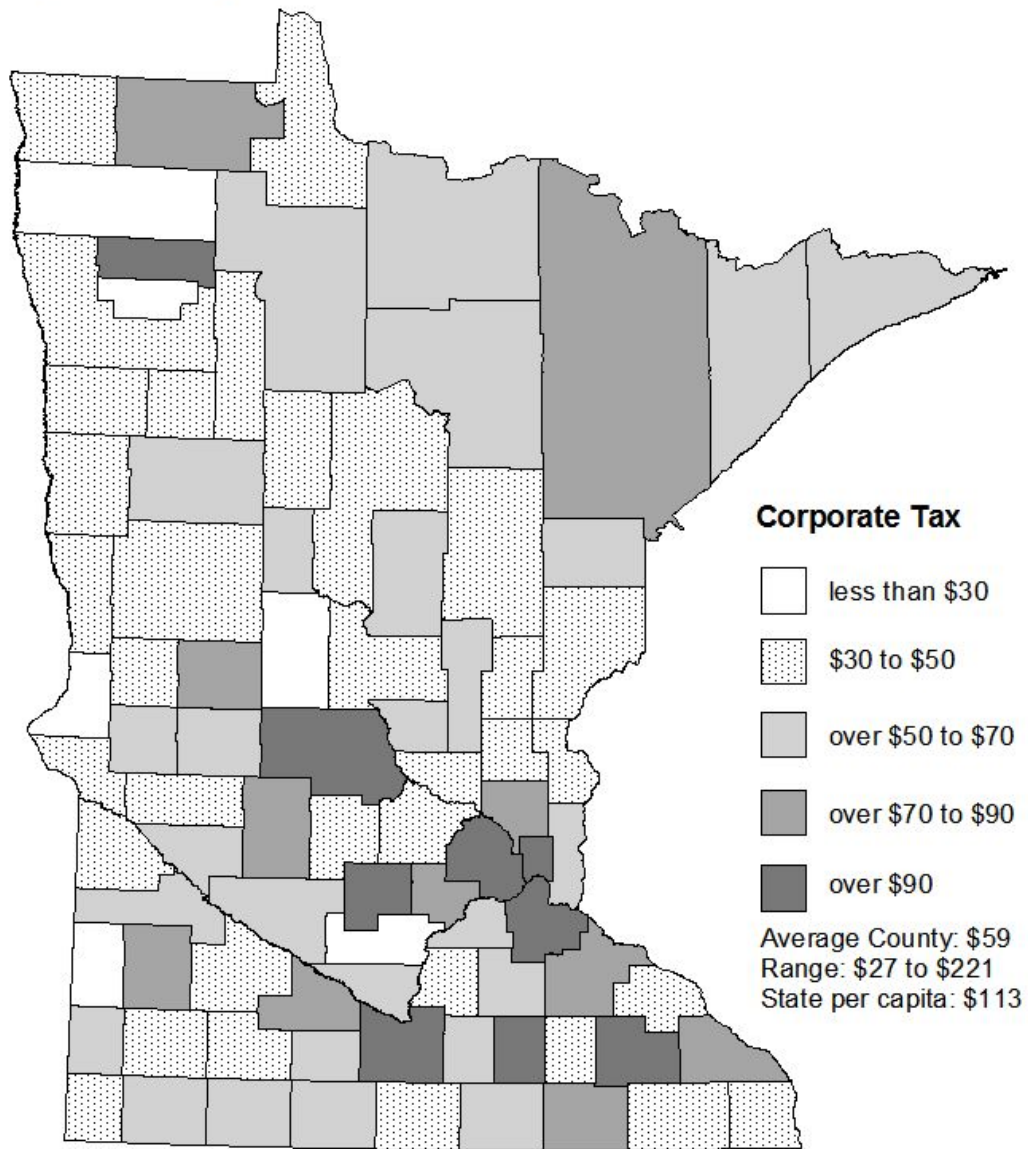 Corporate Tax
less than $30
$30 to $50
over $50 to $70
over $70 to $90
over $90
Average County: $59
Range: $27 to $221
State per capita: $113